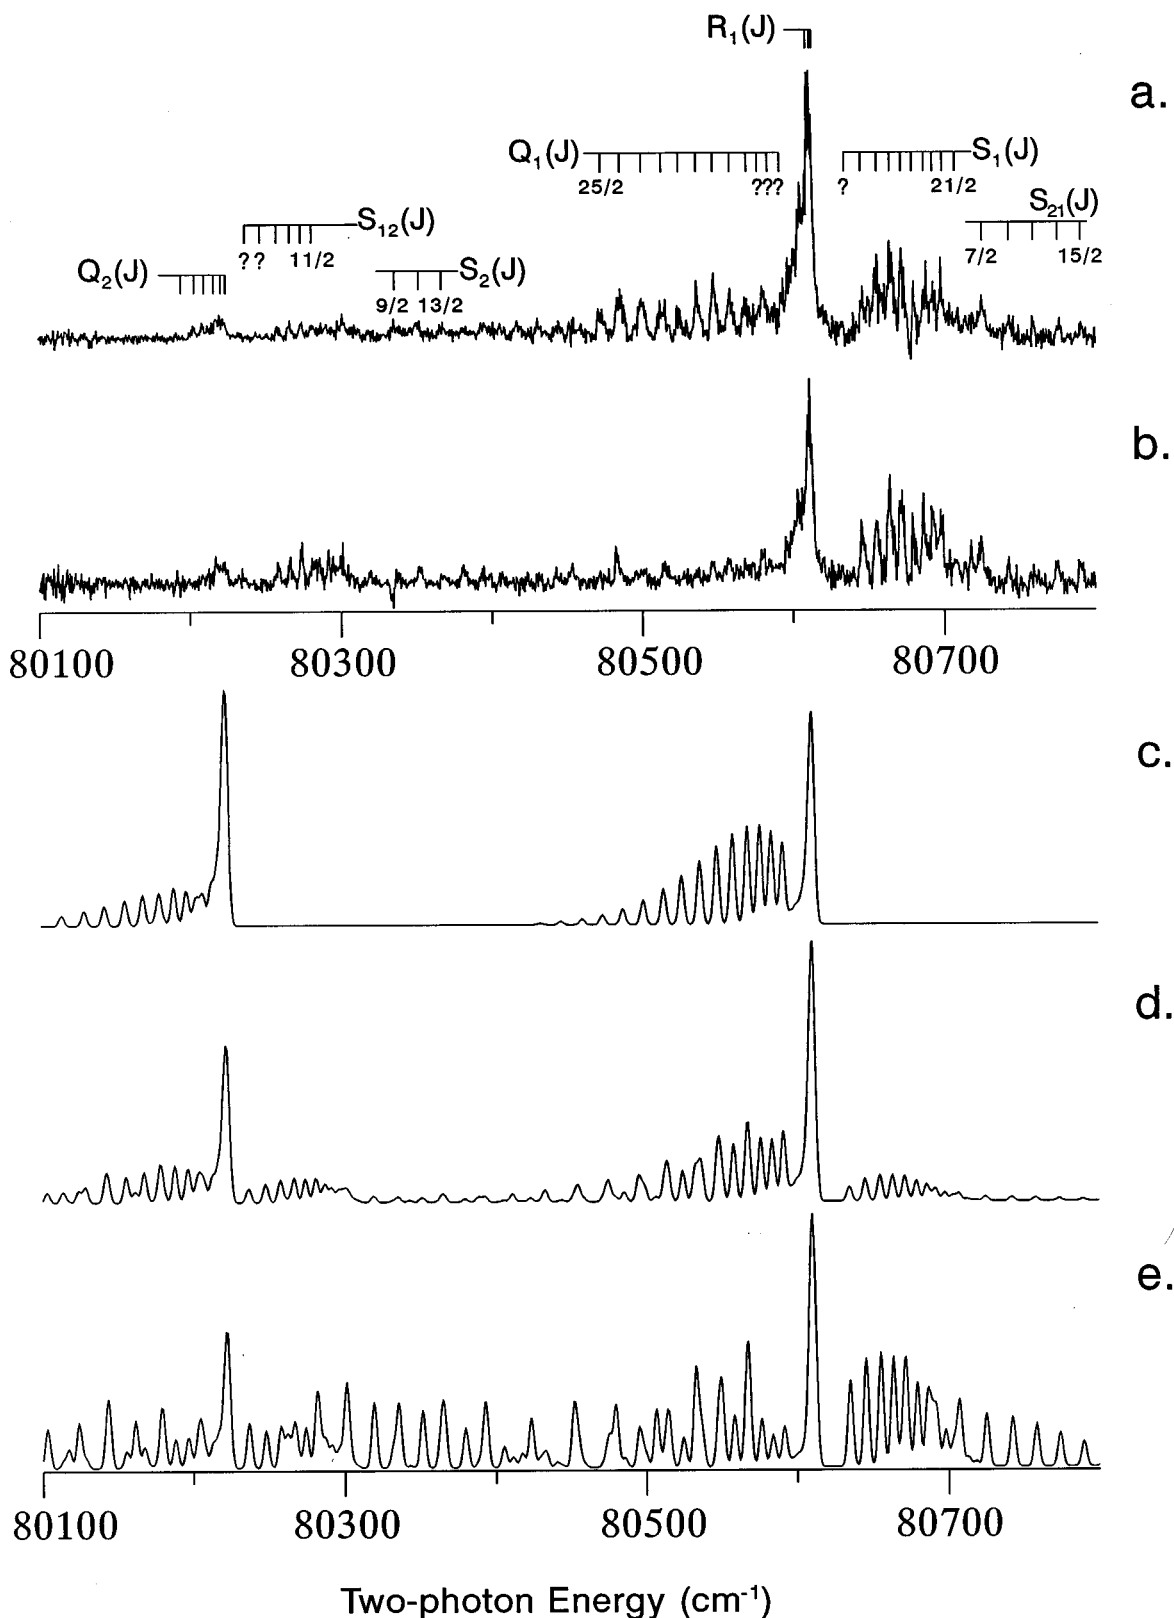 R₁(J)
a.
Q₁(J)
25/2
???
S₁(J)
?
21/2
S₂₁(J)
7/2
15/2
S₁₂(J)
??
11/2
Q₂(J)
S₂(J)
9/2
13/2
b.
80100 80300 80500 80700
c.
d.
e.
80100 80300 80500 80700
Two-photon Energy (cm⁻¹)